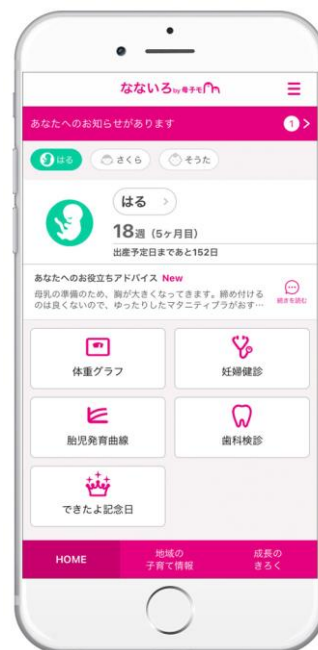 なないろ by 母子モ
あなたへのお知らせがあります
1
はる
さくら
そうた
はる
18週（5ヶ月目）
出産予定日まであと152日
あなたへのお役立ちアドバイス New
母乳の準備のため、胸が大きくなってきます。締め付ける
のは良くないので、ゆったりしたマタニティブラがおす…
続きを読む
体重グラフ
妊婦健診
胎児発育曲線
歯科検診
できたよ記念日
HOME
地域の
子育て情報
成長の
きろく